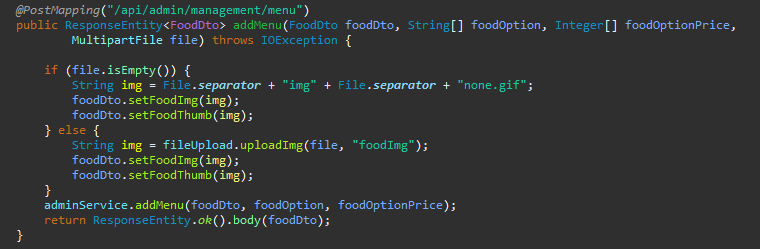 @PostMapping("/api/admin/management/menu")
public ResponseEntity<FoodDto> addMenu(FoodDto foodDto, String[] foodOption, Integer[] foodOptionPrice,
        MultipartFile file) throws IOException {

    if (file.isEmpty()) {
        String img = File.separator + "img" + File.separator + "none.gif";
        foodDto.setFoodImg(img);
        foodDto.setFoodThumb(img);
    } else {
        String img = fileUpload.uploadImg(file, "foodImg");
        foodDto.setFoodImg(img);
        foodDto.setFoodThumb(img);
    }
    adminService.addMenu(foodDto, foodOption, foodOptionPrice);
    return ResponseEntity.ok().body(foodDto);
}